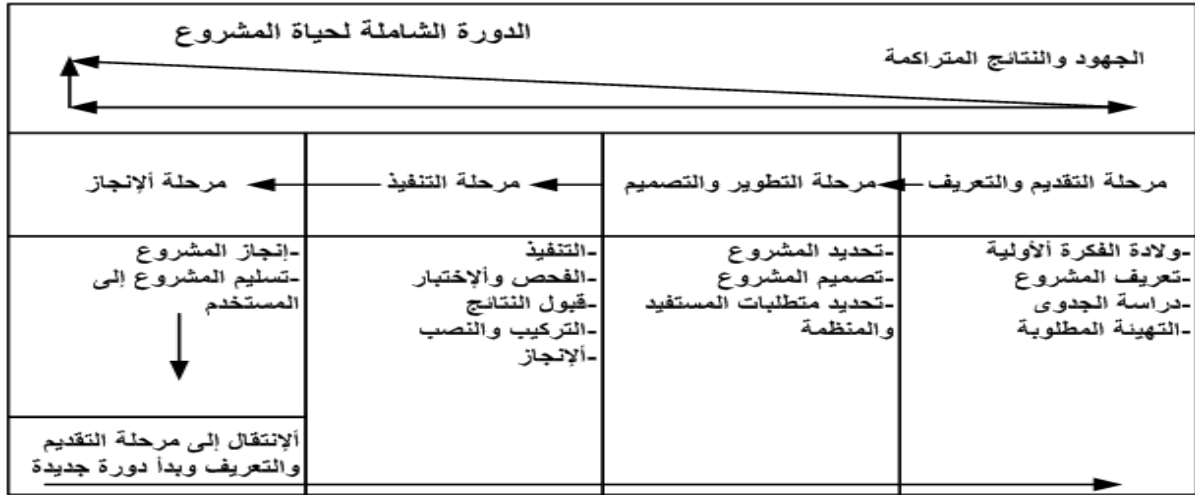 الدورة الشاملة لحياة المشروع
الجهود والنتائج المتراكمة
مرحلة التقديم والتعريف
مرحلة التطوير والتصميم
مرحلة التنفيذ
مرحلة ألإنجاز
-ولادة الفكرة ألأولية
-تعريف المشروع
-دراسة الجدوى
-التهيئة المطلوبة
-تحديد المشروع
-تصميم المشروع
-تحديد متطلبات المستفيد
والمنظمة
-التنفيذ
-الفحص وألإختبار
-قبول النتائج
-التركيب والنصب
-ألإنجاز
-إنجاز المشروع
-تسليم المشروع إلى
المستخدم
ألإنتقال إلى مرحلة التقديم
والتعريف وبدأ دورة جديدة